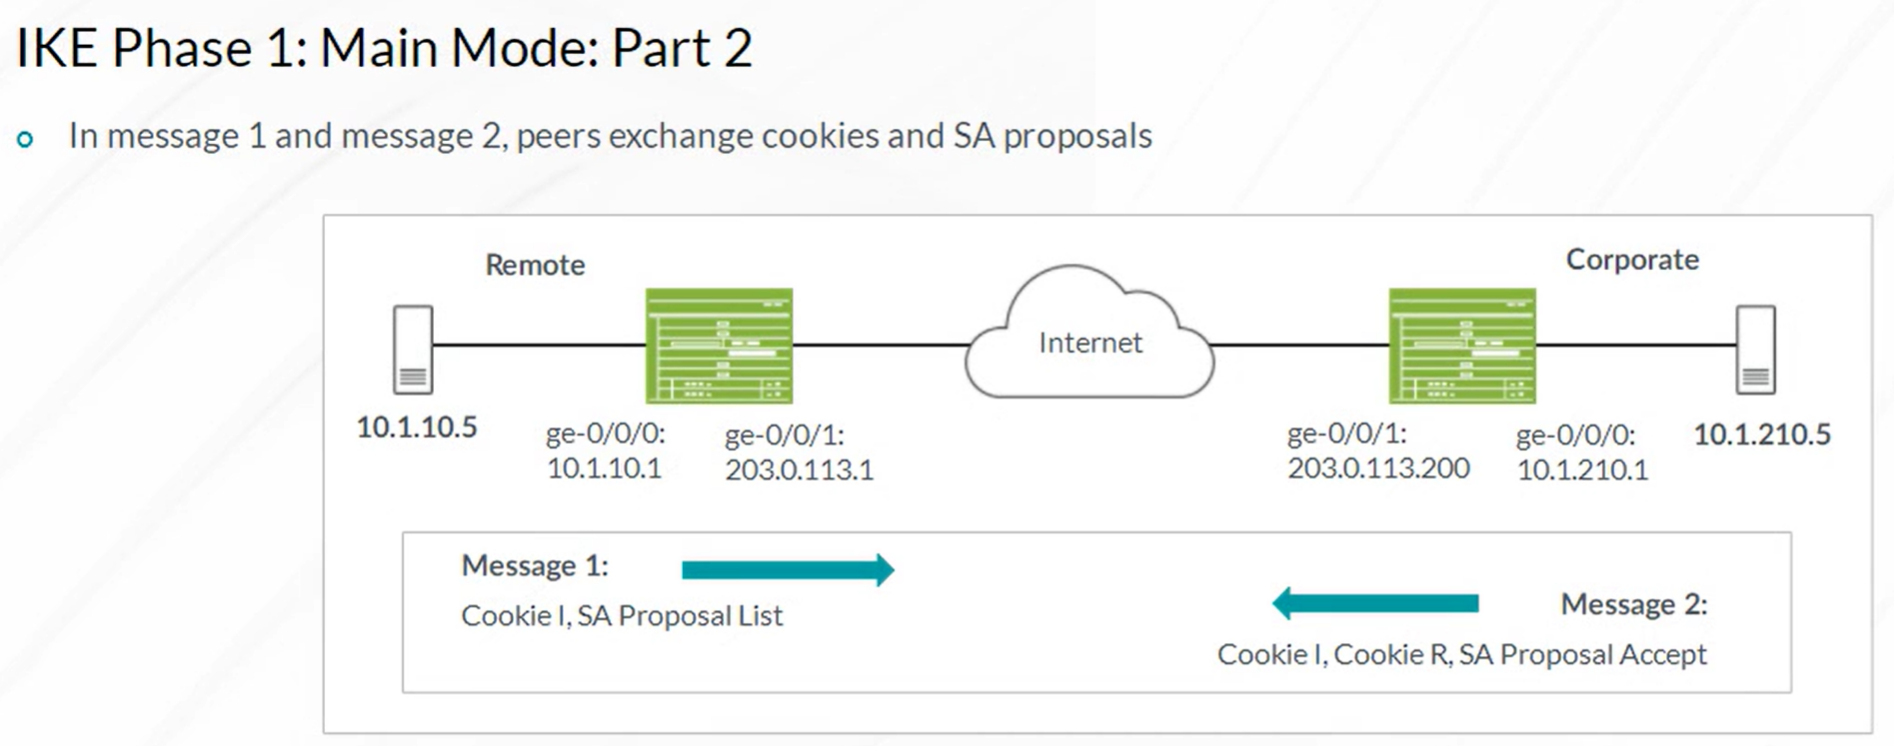 IKE Phase 1: Main Mode: Part 2
In message 1 and message 2, peers exchange cookies and SA proposals
Remote
Corporate
Internet
10.1.10.5
ge-0/0/0:
10.1.10.1
ge-0/0/1:
203.0.113.1
ge-0/0/1:
203.0.113.200
ge-0/0/0:
10.1.210.1
10.1.210.5
Message 1:
Cookie I, SA Proposal List
Message 2:
Cookie I, Cookie R, SA Proposal Accept